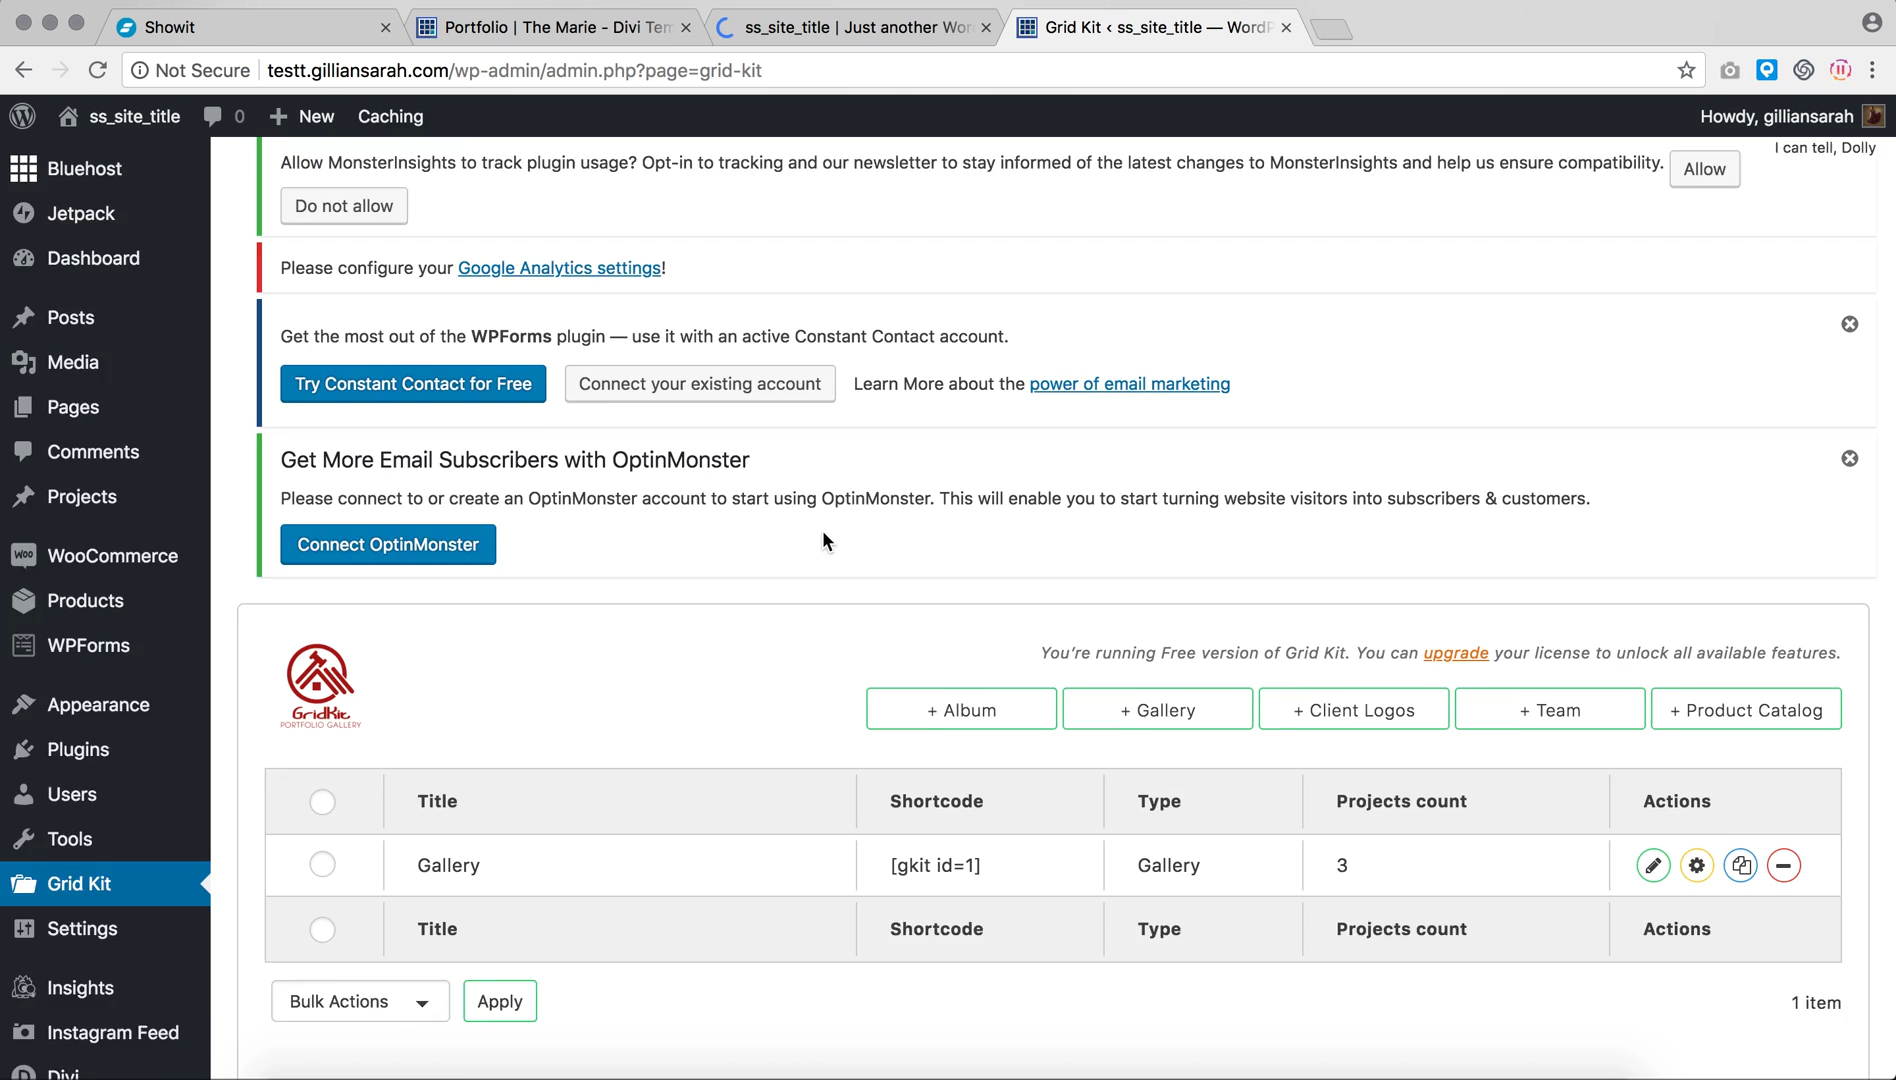 Showit
Portfolio | The Marie - Divi Tem
ss_site_title | Just another Wor
Grid Kit ‹ ss_site_title — WordP
Not Secure
testt.gilliansarah.com/wp-admin/admin.php?page=grid-kit
ss_site_title
0
New
Caching
Howdy, gilliansarah
I can tell, Dolly
Bluehost
Jetpack
Dashboard
Posts
Media
Pages
Comments
Projects
Woo
WooCommerce
Products
WPForms
Appearance
Plugins
Users
Tools
Grid Kit
Settings
Insights
Instagram Feed
Divi
Allow MonsterInsights to track plugin usage? Opt-in to tracking and our newsletter to stay informed of the latest changes to MonsterInsights and help us ensure compatibility.
Allow
Do not allow
Please configure your Google Analytics settings!
Get the most out of the WPForms plugin — use it with an active Constant Contact account.
Try Constant Contact for Free
Connect your existing account
Learn More about the power of email marketing
Get More Email Subscribers with OptinMonster
Please connect to or create an OptinMonster account to start using OptinMonster. This will enable you to start turning website visitors into subscribers & customers.
Connect OptinMonster
GridKit
PORTFOLIO GALLERY
You're running Free version of Grid Kit. You can upgrade your license to unlock all available features.
+ Album
+ Gallery
+ Client Logos
+ Team
+ Product Catalog
Title Shortcode Type Projects count Actions
Gallery [gkit id=1] Gallery 3
Title Shortcode Type Projects count Actions
Bulk Actions
Apply
1 item